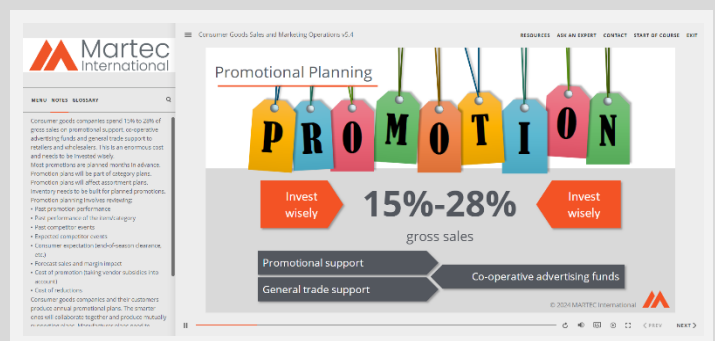 Martec
International
Consumer Goods Sales and Marketing Operations v5.4
RESOURCES ASK AN EXPERT CONTACT START OF COURSE EXIT
MENU NOTES GLOSSARY
Consumer goods companies spend 15% to 28% of
gross sales on promotional support, co-operative
advertising funds and general trade support to
retailers and wholesalers. This is an enormous cost
and needs to be invested wisely.
Most promotions are planned months in advance.
Promotion plans will be part of category plans.
Promotion plans will affect assortment plans.
Inventory needs to be built for planned promotions.
Promotion planning involves reviewing:
• Past promotion performance
• Past performance of the item/category
• Past competitor events
• Expected competitor events
• Consumer expectation (end-of-season clearance,
etc.)
• Forecast sales and margin impact
• Cost of promotion (taking vendor subsidies into
account)
• Cost of reductions
Consumer goods companies and their customers
produce annual promotional plans. The smarter
ones will collaborate together and produce mutually
Promotional Planning
PROMOTION
Invest
wisely
15%-28%
Invest
wisely
gross sales
Promotional support
Co-operative advertising funds
General trade support
© 2024 MARTEC International
< PREV NEXT >